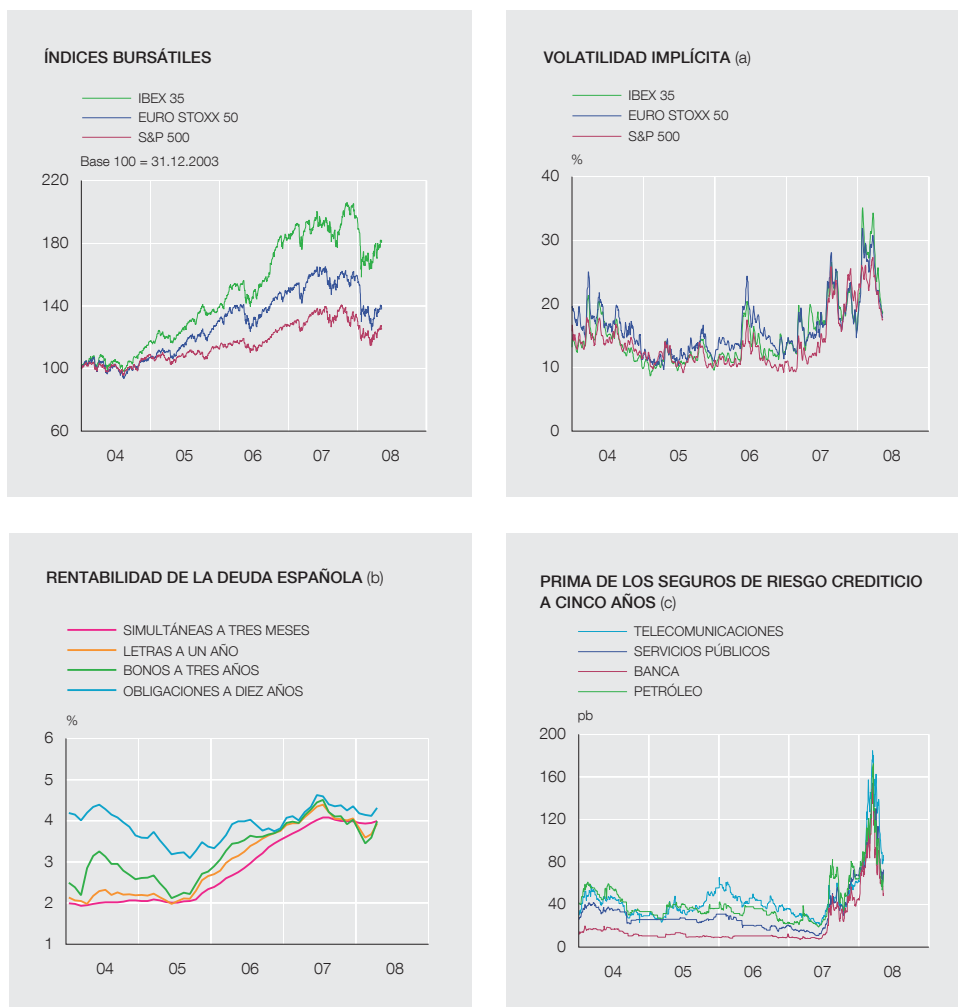 ÍNDICES BURSÁTILES
IBEX 35
EURO STOXX 50
S&P 500
Base 100 = 31.12.2003
220
180
140
100
60
04 05 06 07 08
VOLATILIDAD IMPLÍCITA (a)
IBEX 35
EURO STOXX 50
S&P 500
%
40
30
20
10
0
04 05 06 07 08
RENTABILIDAD DE LA DEUDA ESPAÑOLA (b)
SIMULTÁNEAS A TRES MESES
LETRAS A UN AÑO
BONOS A TRES AÑOS
OBLIGACIONES A DIEZ AÑOS
%
6
5
4
3
2
1
04 05 06 07 08
PRIMA DE LOS SEGUROS DE RIESGO CREDITICIO
A CINCO AÑOS (c)
TELECOMUNICACIONES
SERVICIOS PÚBLICOS
BANCA
PETRÓLEO
pb
200
160
120
80
40
0
04 05 06 07 08